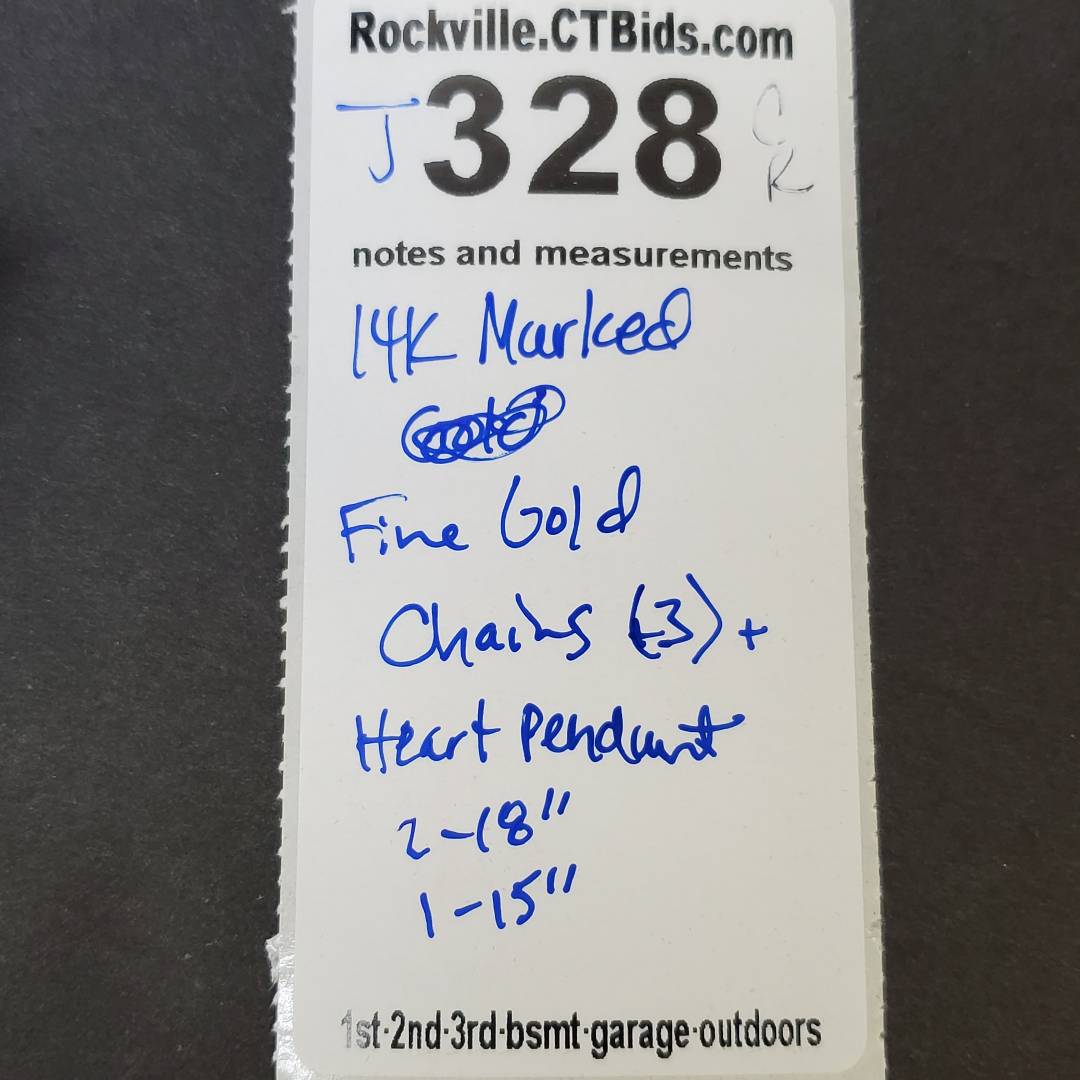 Rockville.CTBids.com
J 328 CR
notes and measurements
14K Marked
Fine Gold
Chains (3) +
Heart Pendant
2-18"
1-15"
1st·2nd·3rd·bsmt·garage·outdoors